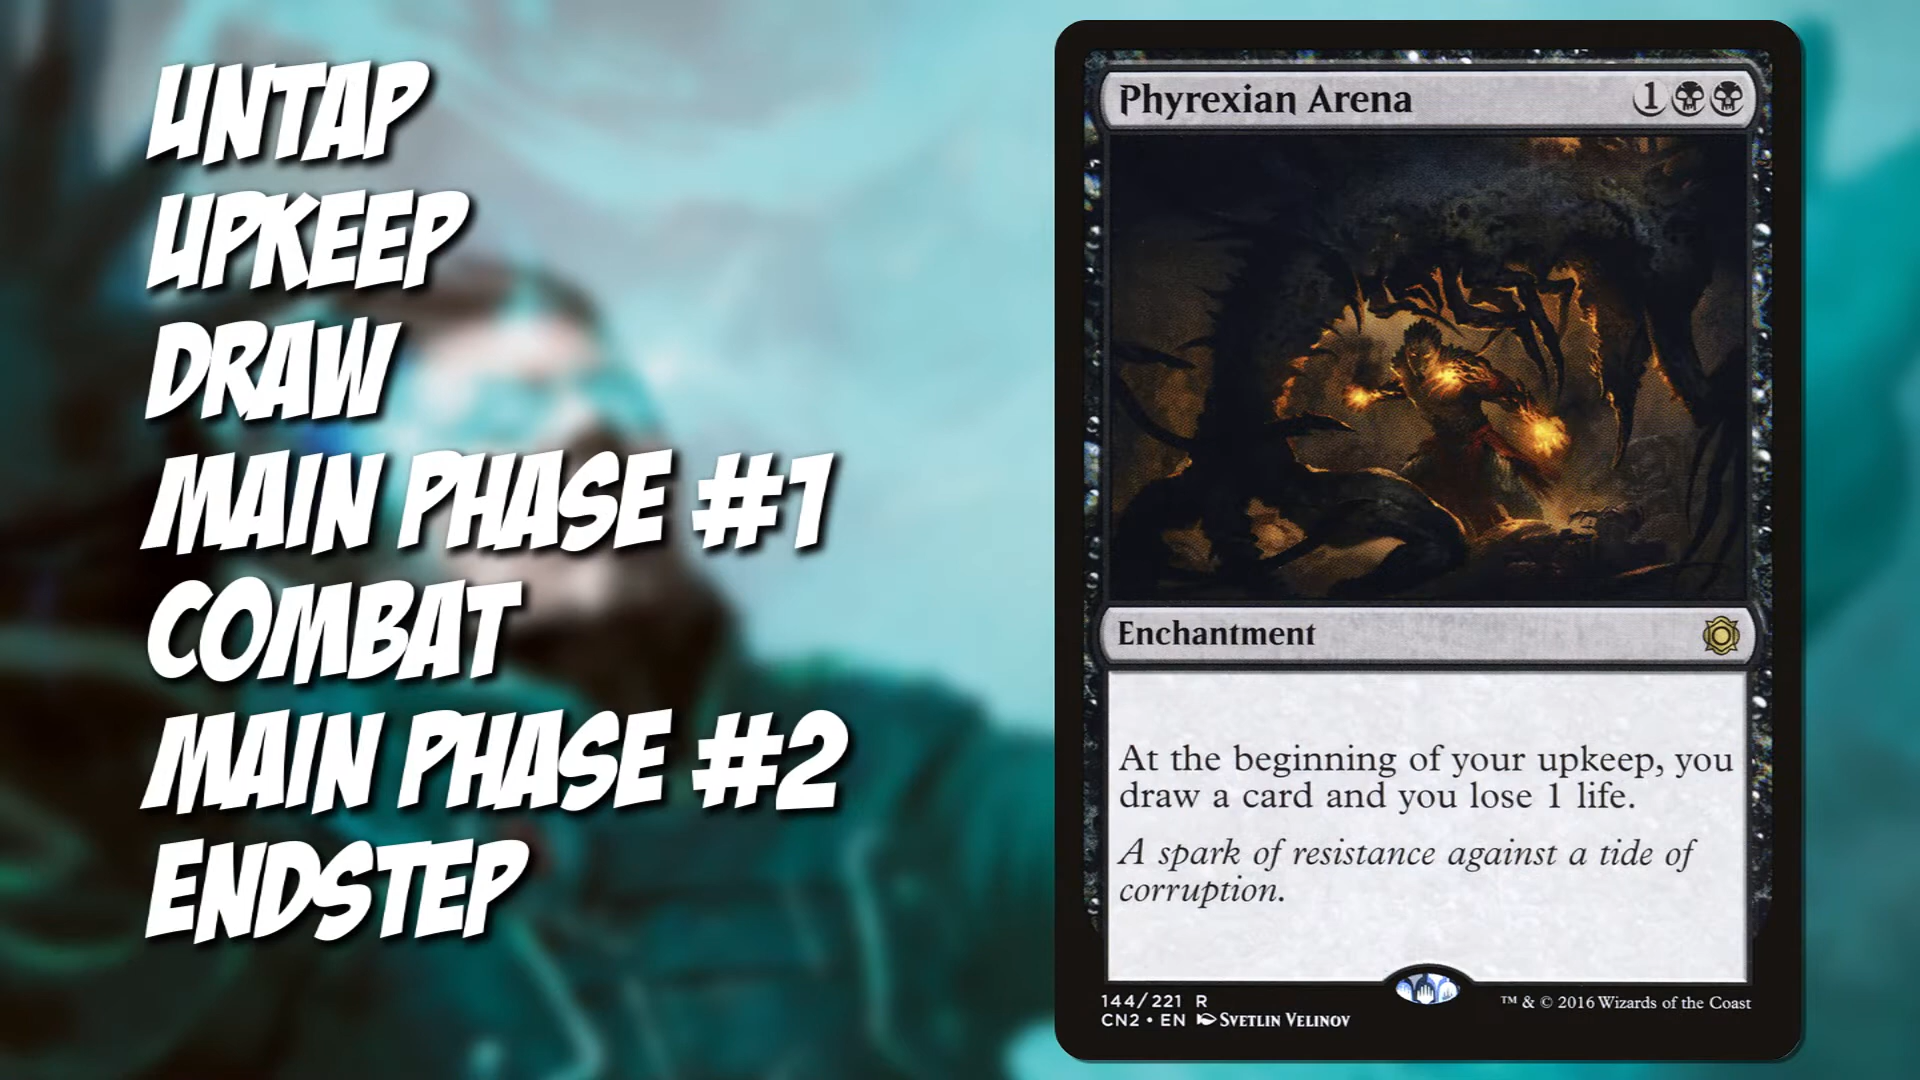 UNTAP
UPKEEP
DRAW
MAIN PHASE #1
COMBAT
MAIN PHASE #2
ENDSTEP
Phyrexian Arena 1
Enchantment
At the beginning of your upkeep, you
draw a card and you lose 1 life.
A spark of resistance against a tide of
corruption.
144/221 R
CN2 • EN SVETLIN VELINOV
™ & © 2016 Wizards of the Coast